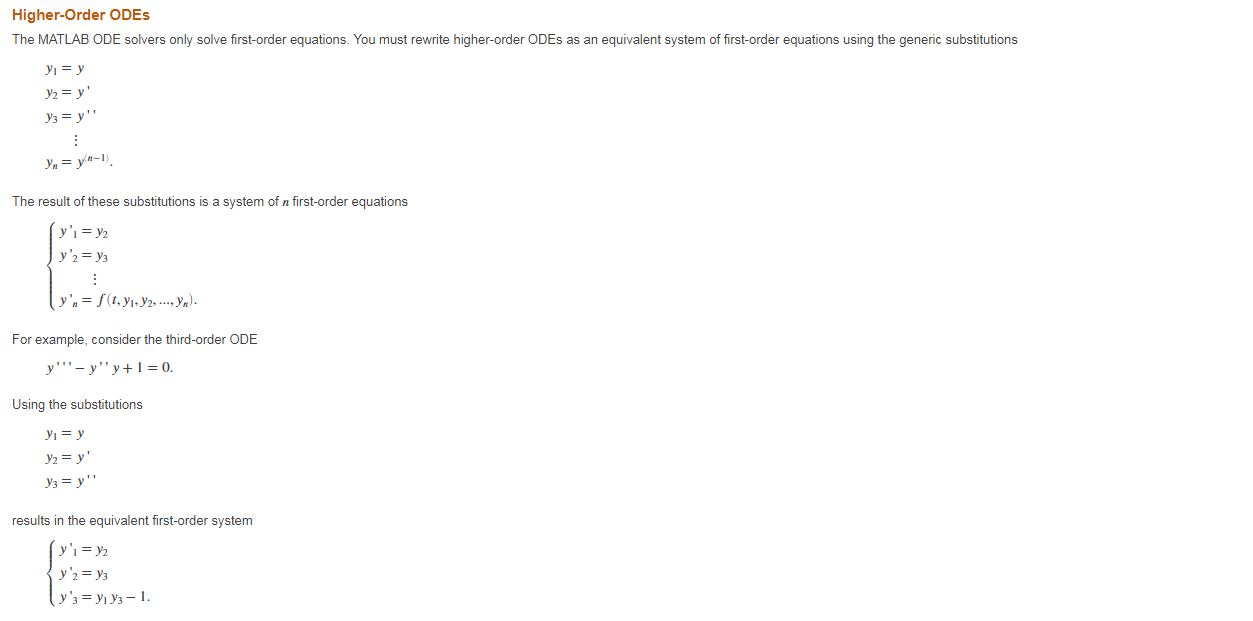 Higher-Order ODEs
The MATLAB ODE solvers only solve first-order equations. You must rewrite higher-order ODEs as an equivalent system of first-order equations using the generic substitutions
y₁ = y
y₂ = y'
y₃ = y''
⋮
yₙ = y⁽ⁿ⁻¹⁾.
The result of these substitutions is a system of n first-order equations
y'₁ = y₂
y'₂ = y₃
⋮
y'ₙ = f(t, y₁, y₂, ..., yₙ).
For example, consider the third-order ODE
y''' − y'' y + 1 = 0.
Using the substitutions
y₁ = y
y₂ = y'
y₃ = y''
results in the equivalent first-order system
y'₁ = y₂
y'₂ = y₃
y'₃ = y₁ y₃ − 1.